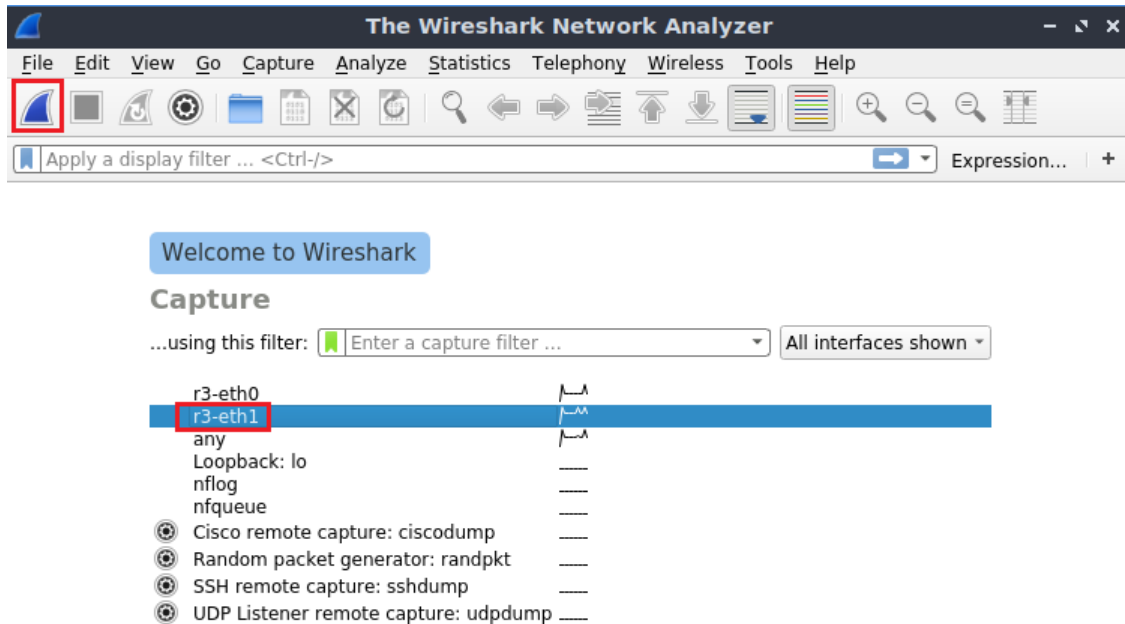 The Wireshark Network Analyzer
File Edit View Go Capture Analyze Statistics Telephony Wireless Tools Help
Apply a display filter ... <Ctrl-/> Expression... +
Welcome to Wireshark
Capture
...using this filter: Enter a capture filter ... All interfaces shown
r3-eth0
r3-eth1
any
Loopback: lo
nflog
nfqueue
Cisco remote capture: ciscodump
Random packet generator: randpkt
SSH remote capture: sshdump
UDP Listener remote capture: udpdump